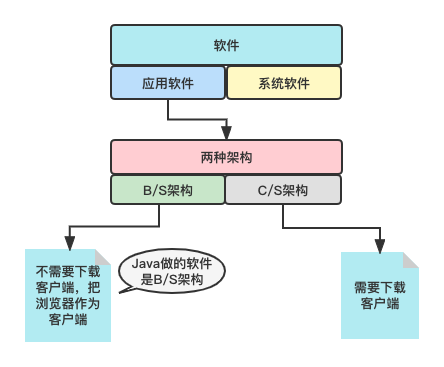 软件
应用软件
系统软件
两种架构
B/S架构
C/S架构
不需要下载
客户端，把
浏览器作为
客户端
Java做的软件
是B/S架构
需要下载
客户端